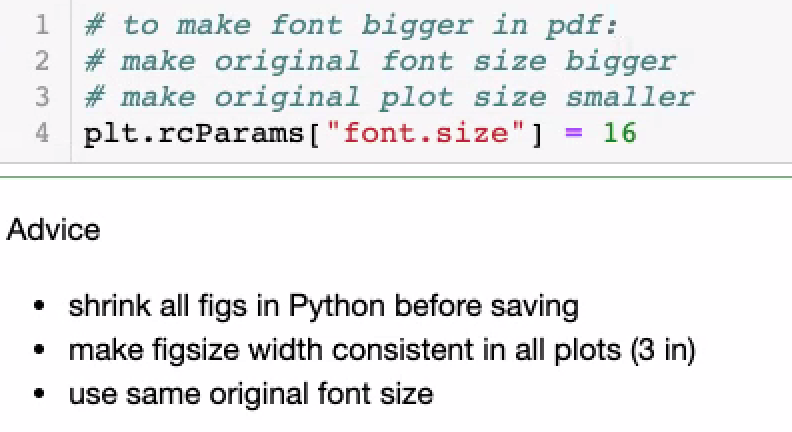 1 # to make font bigger in pdf:
2 # make original font size bigger
3 # make original plot size smaller
4 plt.rcParams["font.size"] = 16
Advice
• shrink all figs in Python before saving
• make figsize width consistent in all plots (3 in)
• use same original font size